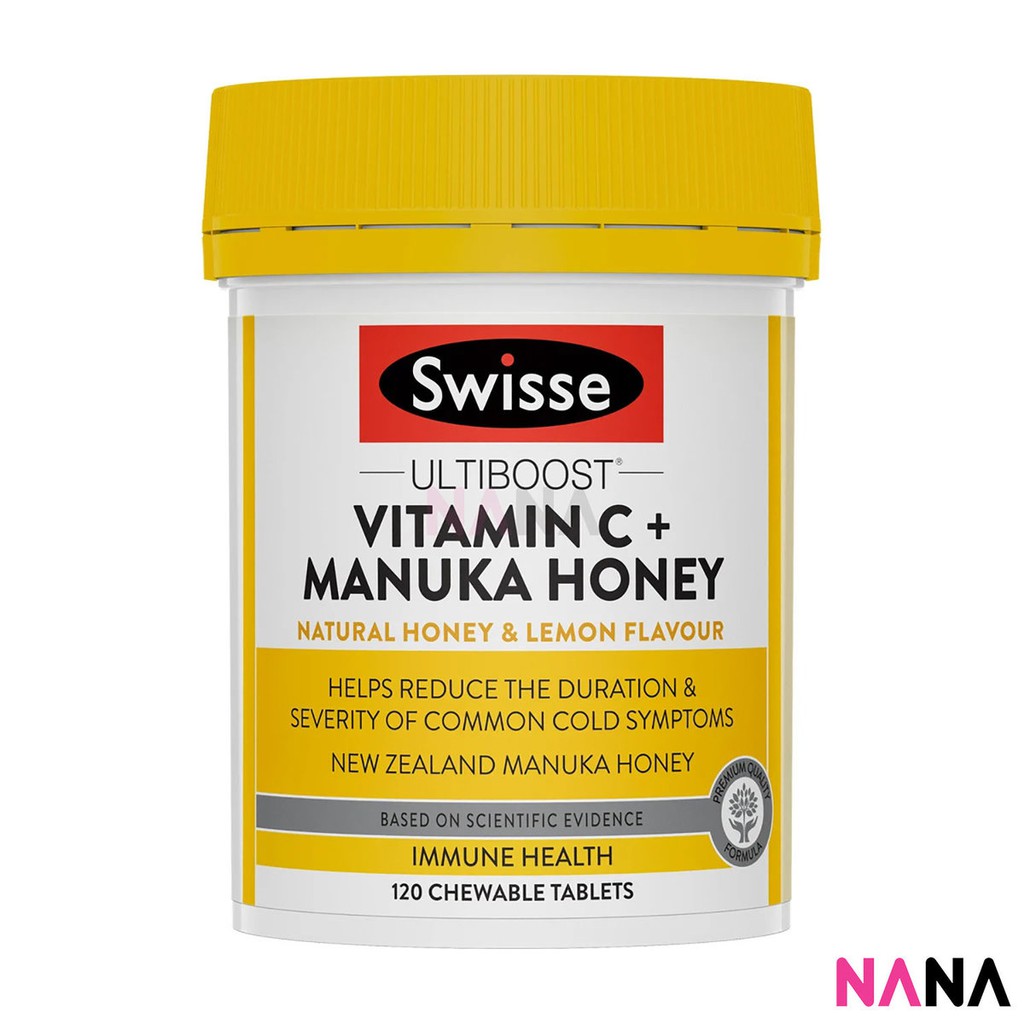 Swisse
ULTIBOOST®
NANA
VITAMIN C +
MANUKA HONEY
NATURAL HONEY & LEMON FLAVOUR
HELPS REDUCE THE DURATION &
SEVERITY OF COMMON COLD SYMPTOMS
NEW ZEALAND MANUKA HONEY
PREMIUM QUALITY
FORMULA
BASED ON SCIENTIFIC EVIDENCE
IMMUNE HEALTH
120 CHEWABLE TABLETS
NANA